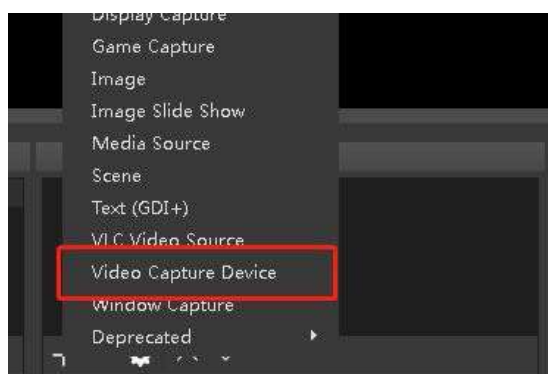 Display Capture
Game Capture
Image
Image Slide Show
Media Source
Scene
Text (GDI+)
VLC Video Source
Video Capture Device
Window Capture
Deprecated